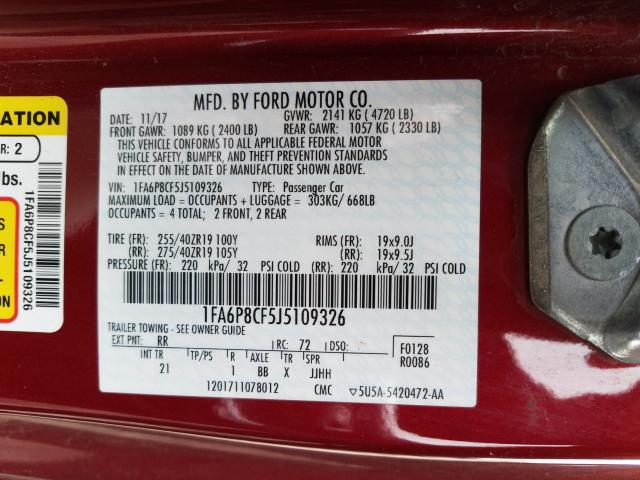 MFD. BY FORD MOTOR CO.
DATE: 11/17 GVWR: 2141 KG ( 4720 LB)
FRONT GAWR: 1089 KG ( 2400 LB) REAR GAWR: 1057 KG ( 2330 LB)
THIS VEHICLE CONFORMS TO ALL APPLICABLE FEDERAL MOTOR
VEHICLE SAFETY, BUMPER, AND THEFT PREVENTION STANDARDS
IN EFFECT ON THE DATE OF MANUFACTURE SHOWN ABOVE.
VIN: 1FA6P8CF5J5109326 TYPE: Passenger Car
MAXIMUM LOAD = OCCUPANTS + LUGGAGE = 303KG/ 668LB
OCCUPANTS = 4 TOTAL; 2 FRONT, 2 REAR
TIRE (FR): 255/40ZR19 100Y RIMS (FR): 19x9.0J
(RR): 275/40ZR19 105Y (RR): 19x9.5J
PRESSURE (FR): 220 kPa/ 32 PSI COLD (RR): 220 kPa/ 32 PSI COLD
1FA6P8CF5J5109326
TRAILER TOWING - SEE OWNER GUIDE
EXT PNT: RR RC: 72 DSO: F0128
INT TR TP/PS R AXLE TR SPR R0086
21 1 BB X JJHH
1201711078012 CMC ▽5U5A-5420472-AA
ATION
R: 2
lbs.
1FA6P8CF5J5109326